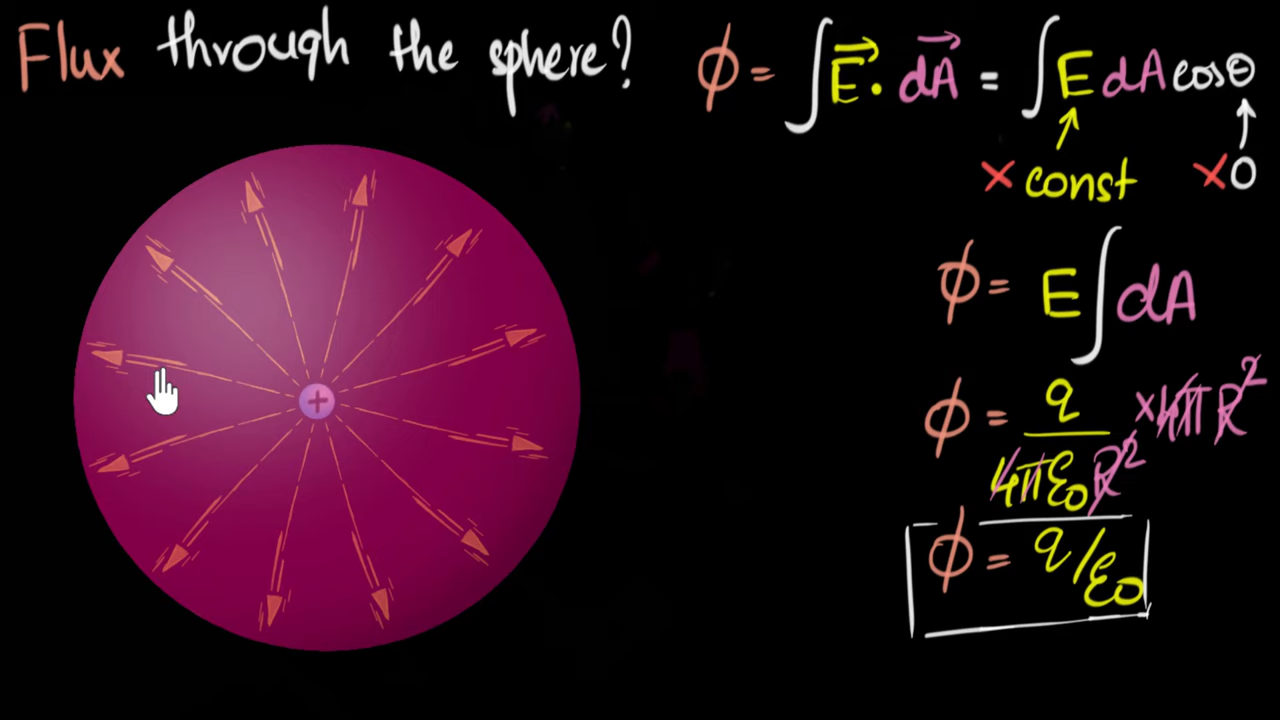 Flux through the sphere?
ϕ = ∫ E⃗ · dA⃗ = ∫ E dA cosθ
× const ×0
ϕ = E ∫ dA
ϕ = q / 4πε₀R² ×4πR²
ϕ = q/ε₀
+